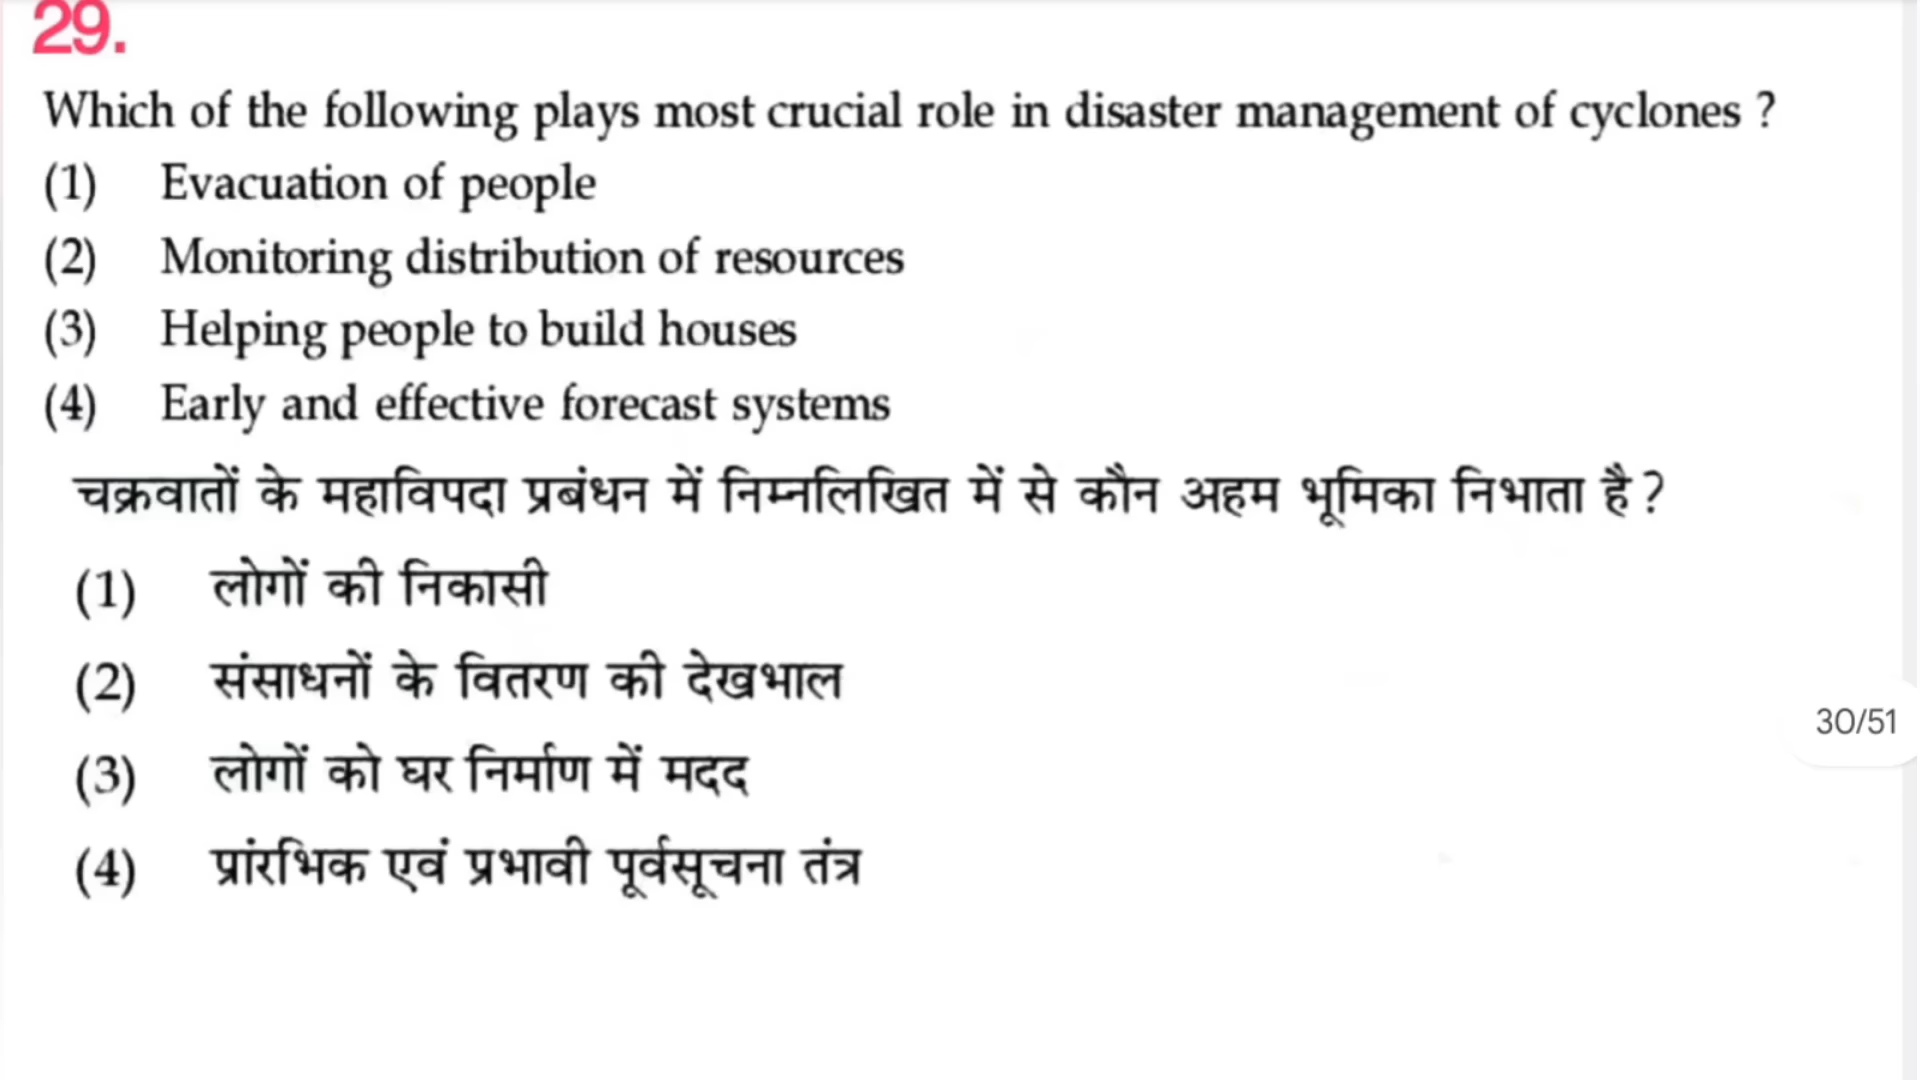 29.
Which of the following plays most crucial role in disaster management of cyclones ?
(1) Evacuation of people
(2) Monitoring distribution of resources
(3) Helping people to build houses
(4) Early and effective forecast systems
चक्रवातों के महाविपदा प्रबंधन में निम्नलिखित में से कौन अहम भूमिका निभाता है ?
(1) लोगों की निकासी
(2) संसाधनों के वितरण की देखभाल
30/51
(3) लोगों को घर निर्माण में मदद
(4) प्रांरभिक एवं प्रभावी पूर्वसूचना तंत्र